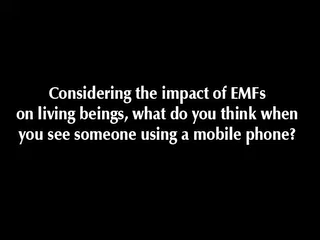 Considering the impact of EMFs
on living beings, what do you think when
you see someone using a mobile phone?